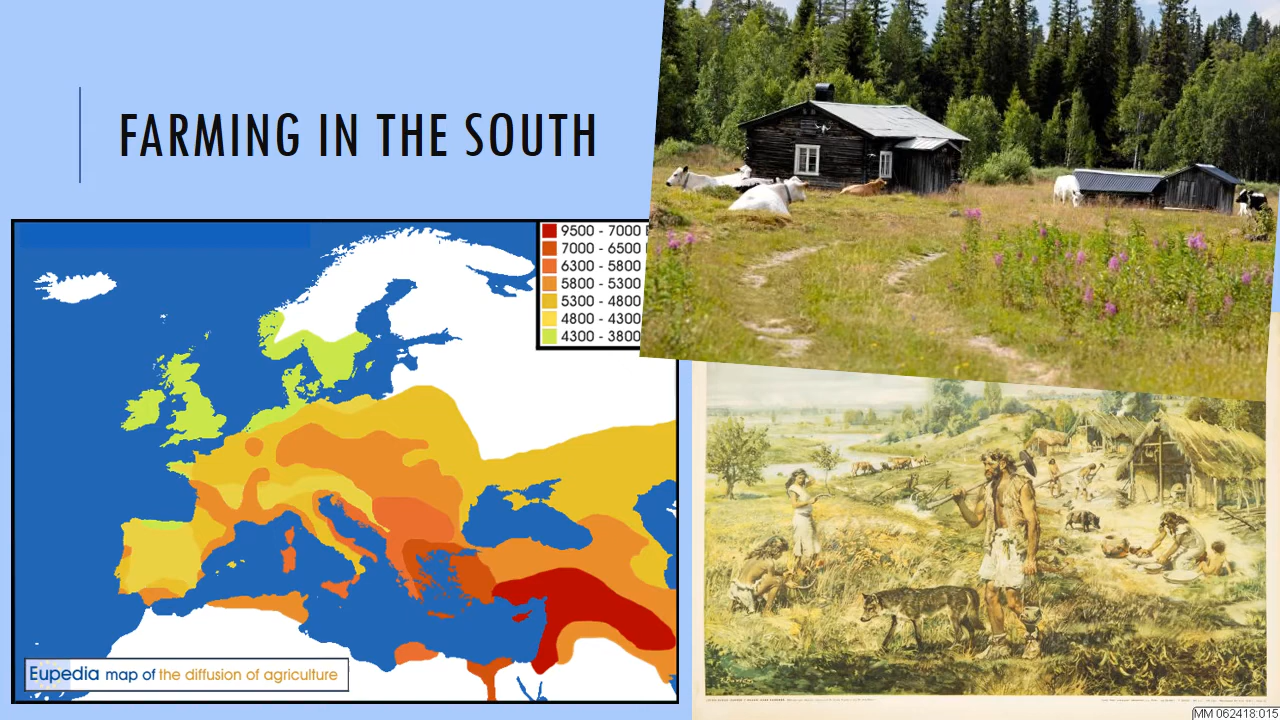 FARMING IN THE SOUTH
9500 - 7000
7000 - 6500
6300 - 5800
5800 - 5300
5300 - 4800
4800 - 4300
4300 - 3800
Eupedia map of the diffusion of agriculture
MM 062418:015